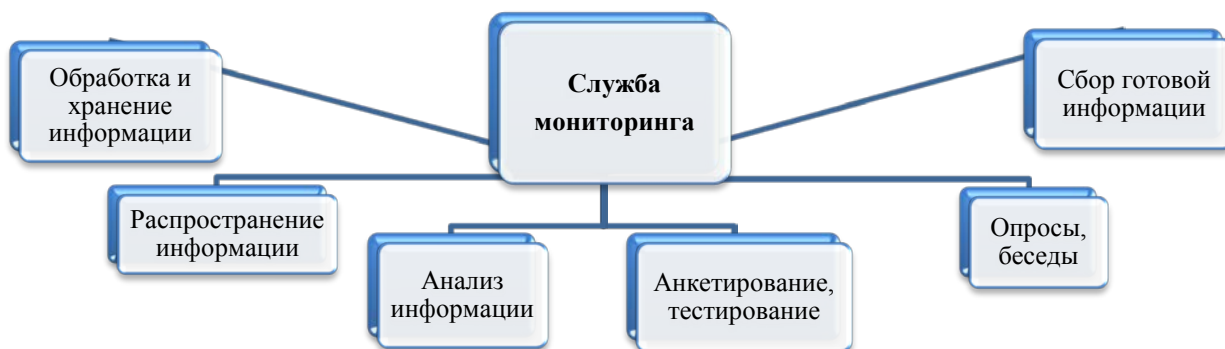 Служба
мониторинга
Обработка и
хранение
информации
Сбор готовой
информации
Распространение
информации
Опросы,
беседы
Анализ
информации
Анкетирование,
тестирование